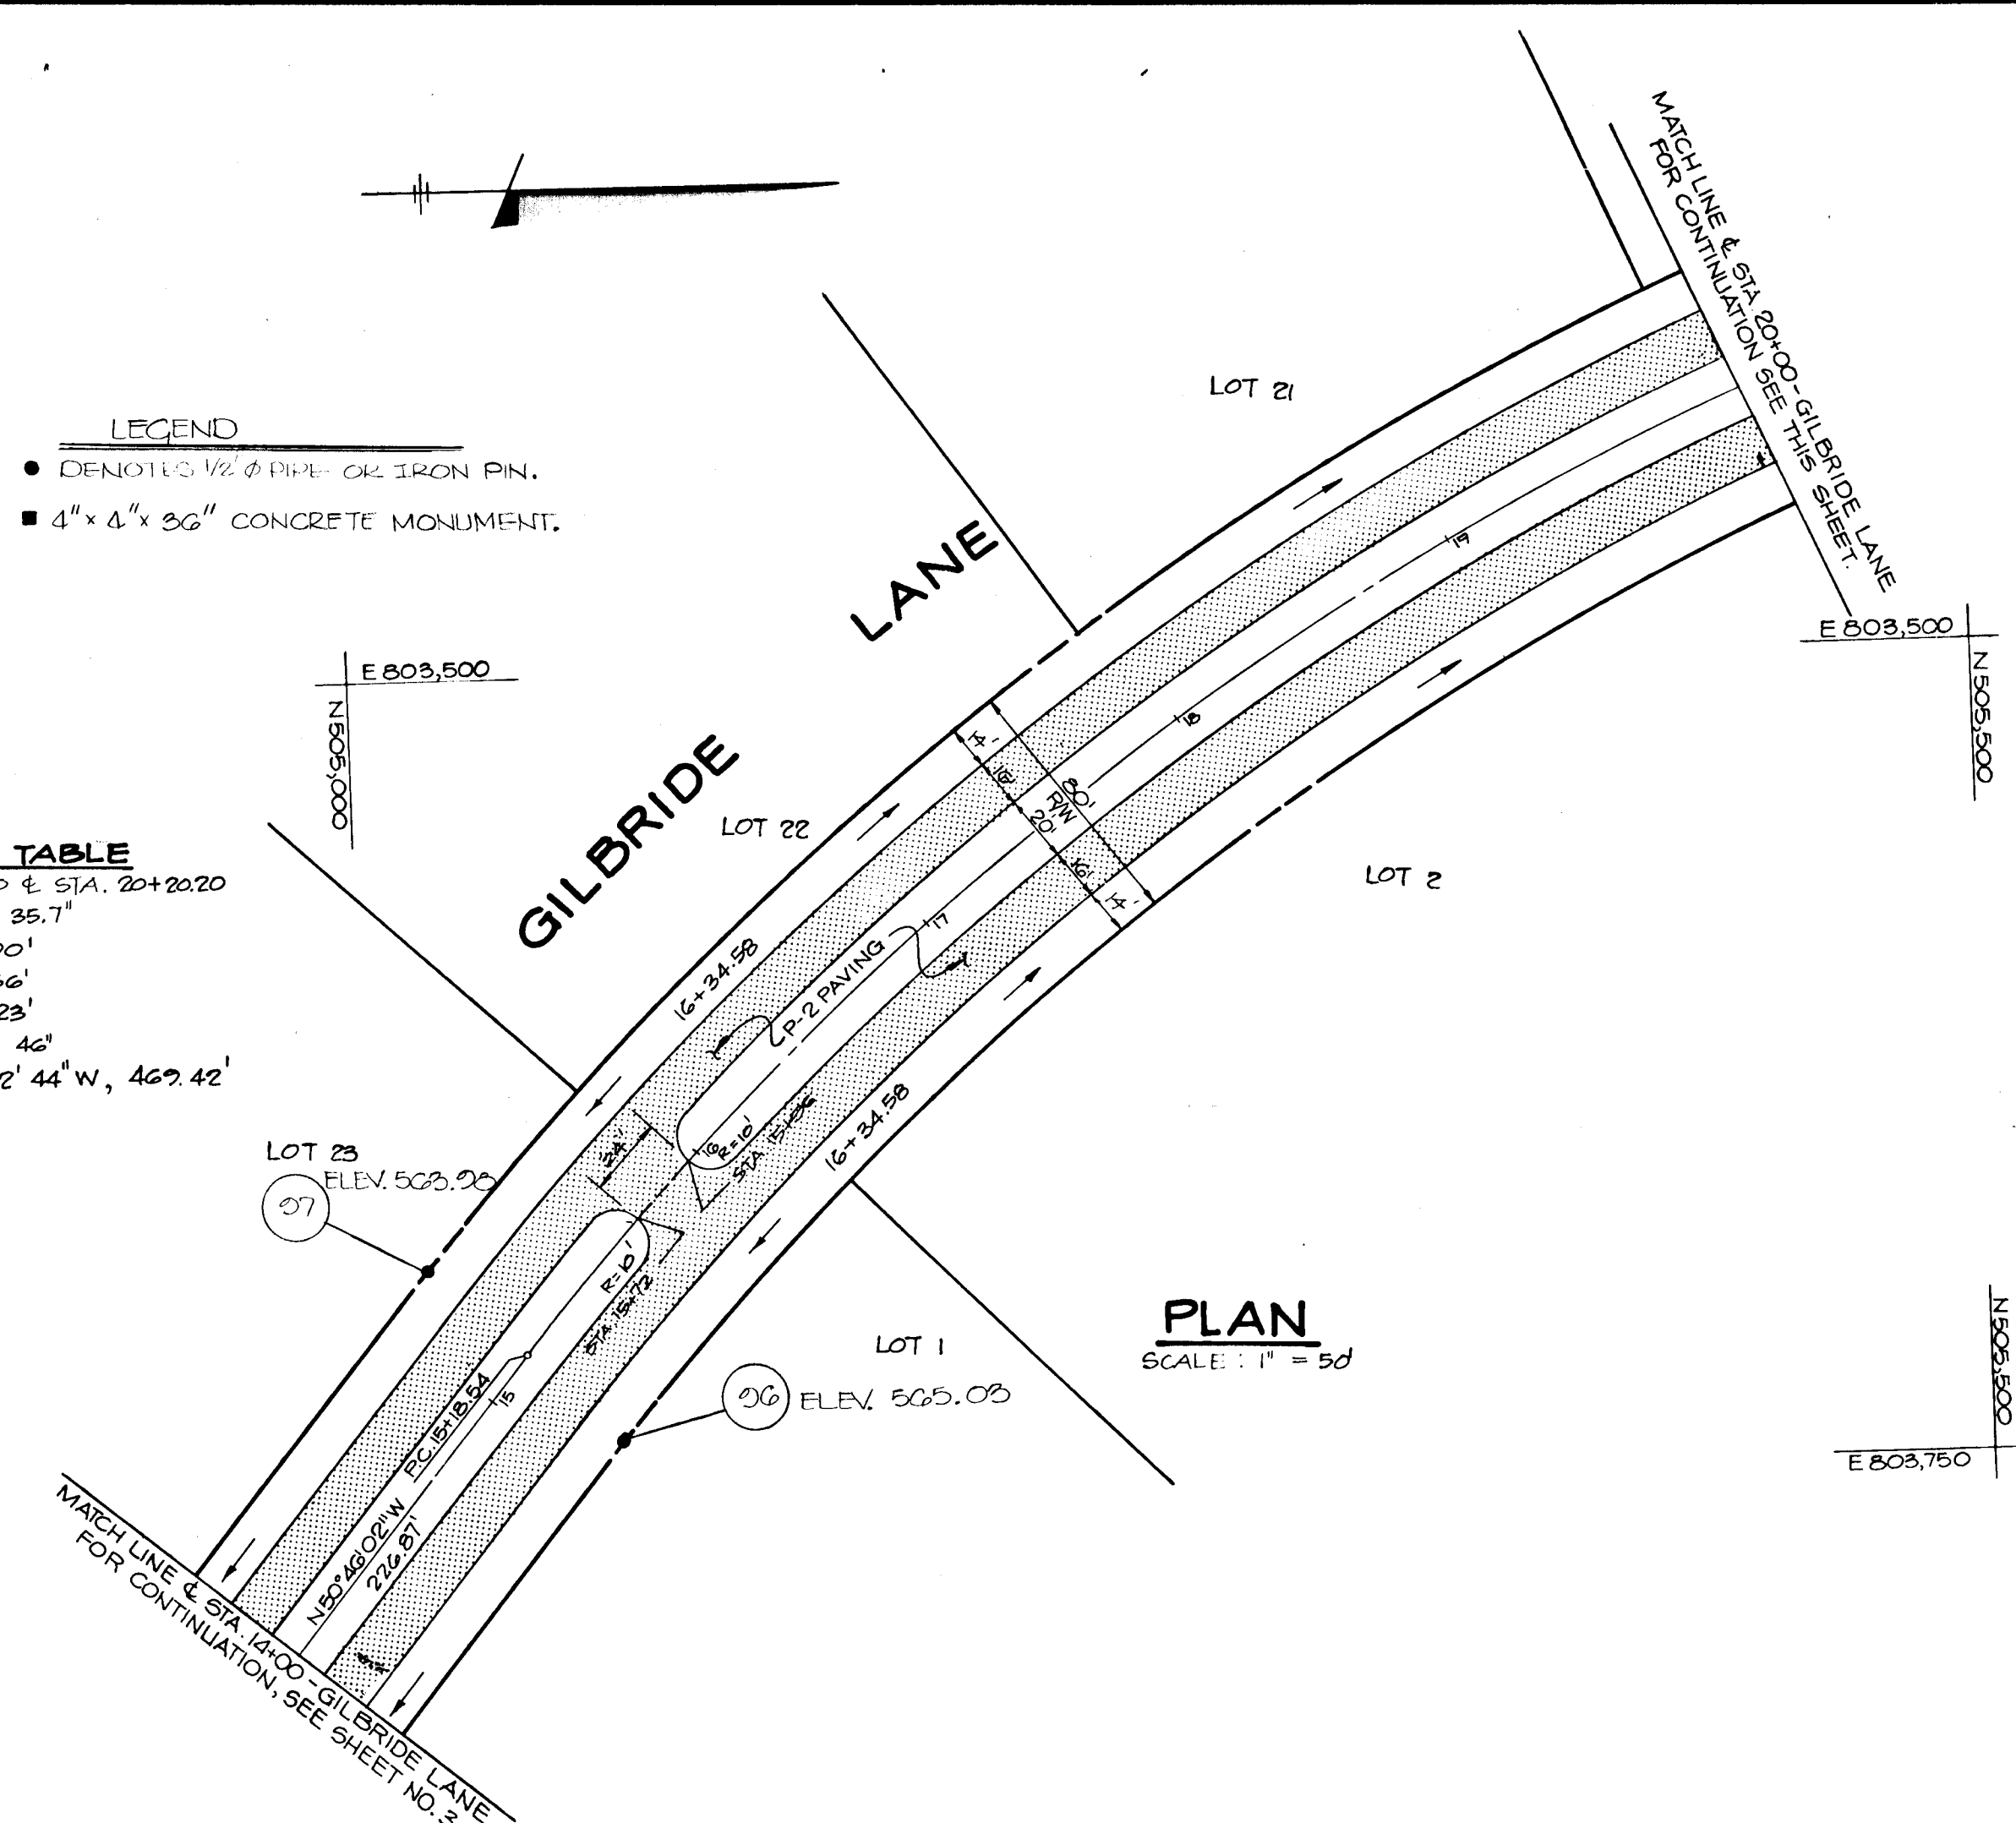 MATCH LINE ℄ STA. 20+00 - GILBRIDE LANE
FOR CONTINUATION SEE THIS SHEET.
LEGEND
● DENOTES 1/2" Ø PIPE OR IRON PIN.
■ 4" x 4" x 36" CONCRETE MONUMENT.
LOT 21
GILBRIDE LANE
19
E 803,500
N 505,500
E 803,500
N 505,000
18
14'
16'
20'
16'
14'
80'
R/W
LOT 22
LOT 2
TABLE
℄ STA. 20+20.20
35.7"
46"
44" W, 469.42'
16+34.58
P-2 PAVING
17
16+34.58
24'
16
R=10'
LOT 23
ELEV. 563.98
97
R=10'
STA. 15+72
P.C. 15+18.54
15
LOT 1
96
ELEV. 565.03
PLAN
SCALE : 1" = 50'
N 505,500
E 803,750
N 50° 46' 02" W
226.87'
MATCH LINE ℄ STA. 14+00 - GILBRIDE LANE
FOR CONTINUATION, SEE SHEET NO. 3